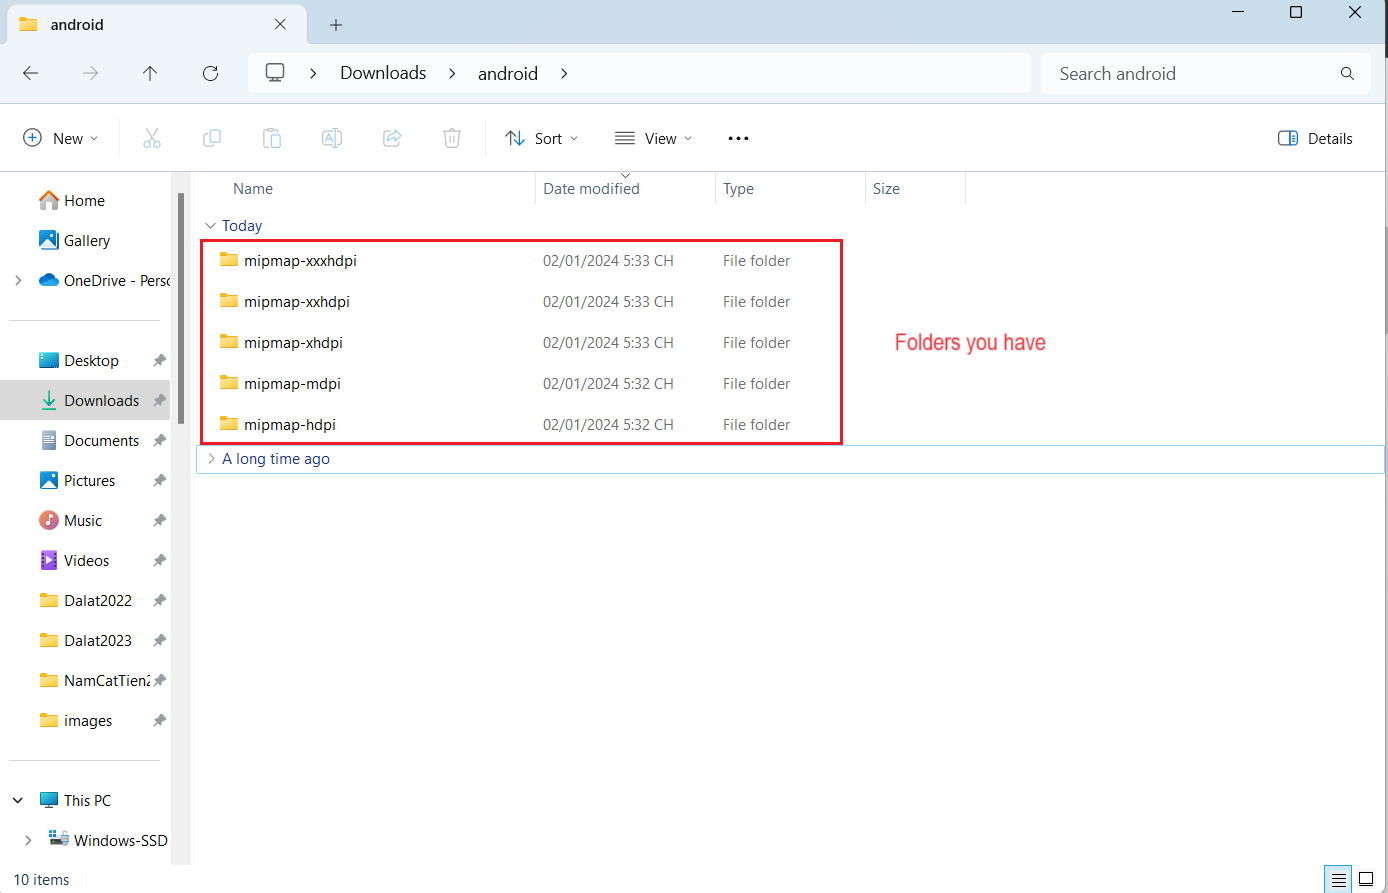 android
Downloads
android
Search android
New
Sort
View
Details
Home
Gallery
OneDrive - Persc
Desktop
Downloads
Documents
Pictures
Music
Videos
Dalat2022
Dalat2023
NamCatTien2
images
This PC
Windows-SSD
Name Date modified Type Size
Today
mipmap-xxxhdpi 02/01/2024 5:33 CH File folder
mipmap-xxhdpi 02/01/2024 5:33 CH File folder
mipmap-xhdpi 02/01/2024 5:33 CH File folder
mipmap-mdpi 02/01/2024 5:32 CH File folder
mipmap-hdpi 02/01/2024 5:32 CH File folder
A long time ago
Folders you have
10 items